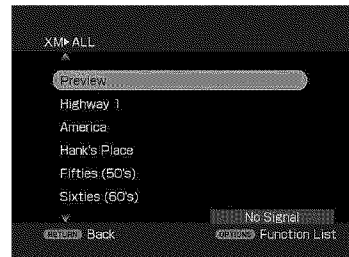 XM▶ALL
Preview
Highway 1
America
Hank's Place
Fifties (50's)
Sixties (60's)
No Signal
RETURN Back
OPTIONS Function List